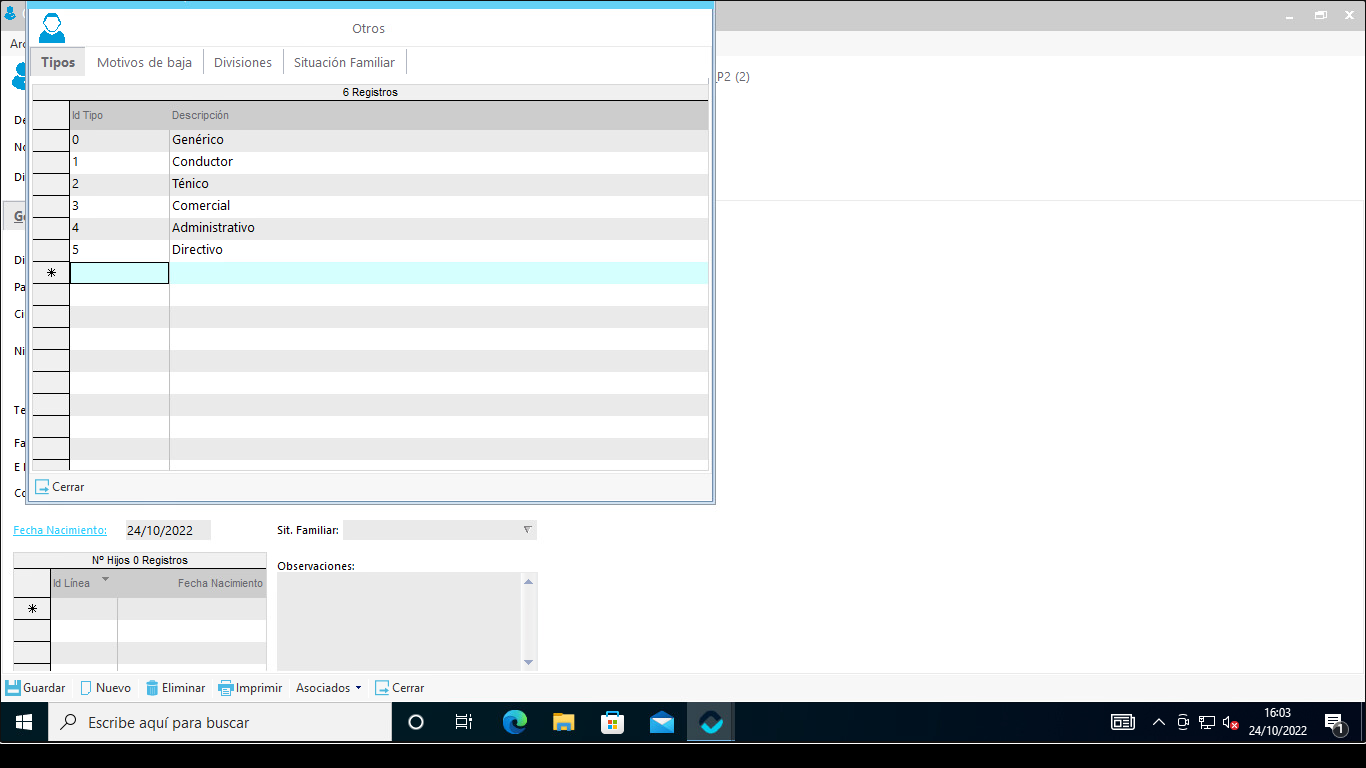 Otros
Tipos Motivos de baja Divisiones Situación Familiar
_P2 (2)
6 Registros
Id Tipo Descripción
0 Genérico
1 Conductor
2 Ténico
3 Comercial
4 Administrativo
5 Directivo
Cerrar
Fecha Nacimiento: 24/10/2022 Sit. Familiar:
Nº Hijos 0 Registros
Observaciones:
Id Línea Fecha Nacimiento
Guardar Nuevo Eliminar Imprimir Asociados Cerrar
Escribe aquí para buscar
16:03
24/10/2022
1